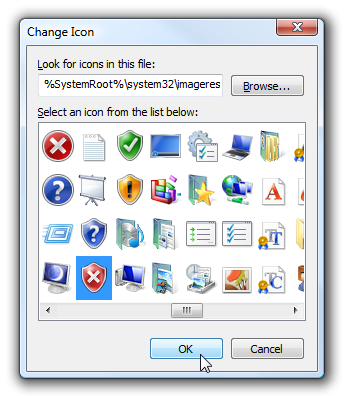 Change Icon
Look for icons in this file:
%SystemRoot%\system32\imageres
Browse...
Select an icon from the list below:
OK
Cancel